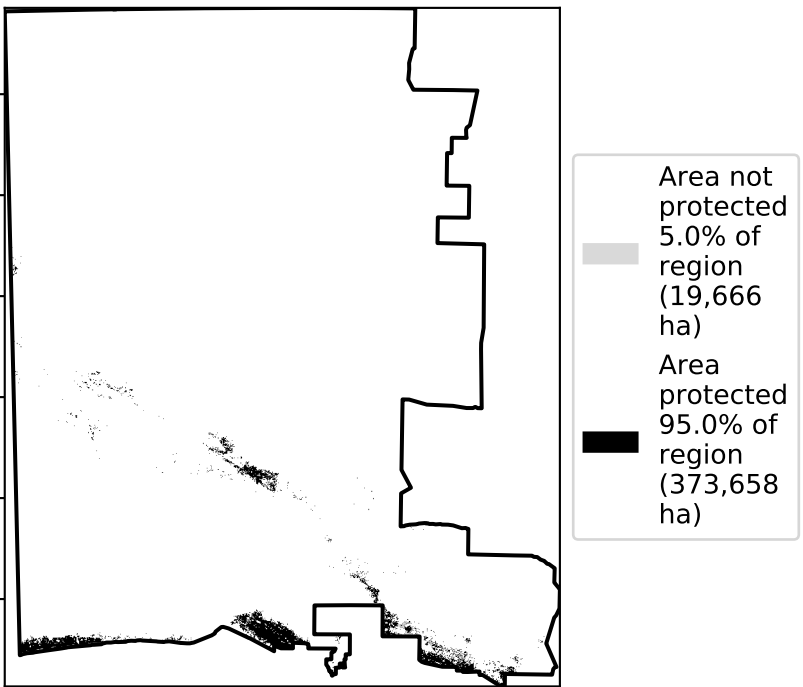 Area not
protected
5.0% of
region
(19,666
ha)
Area
protected
95.0% of
region
(373,658
ha)